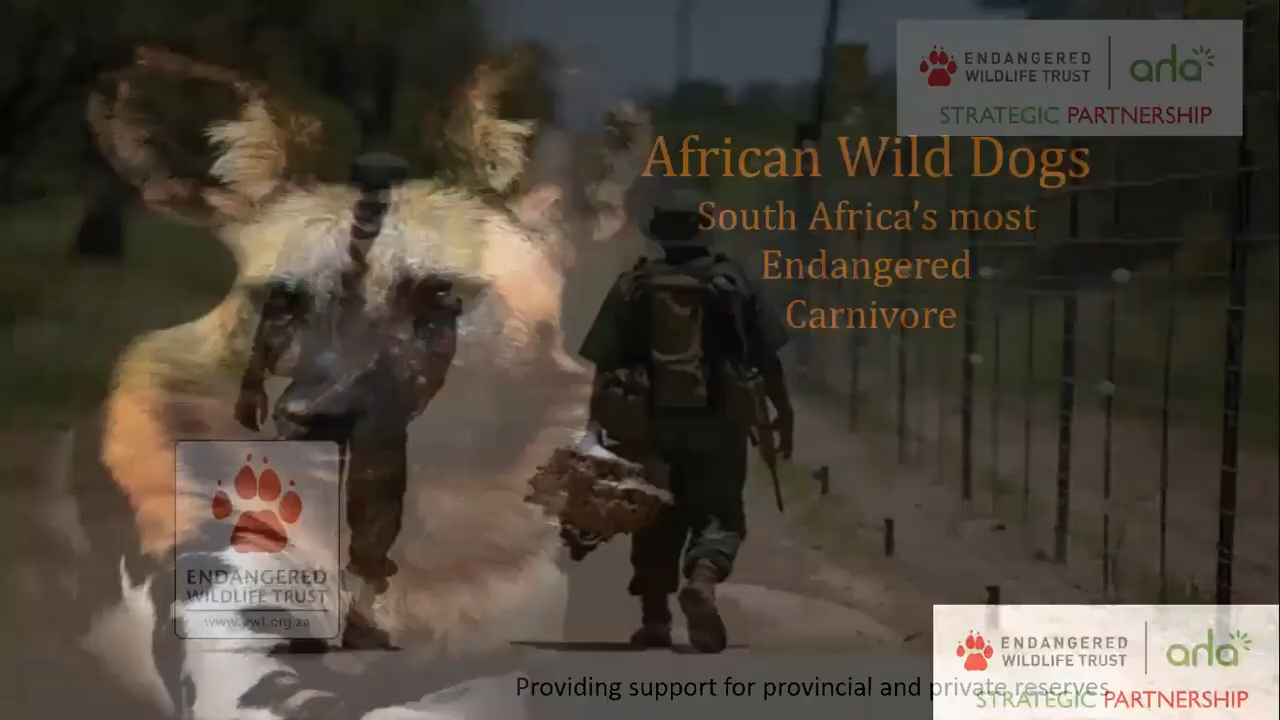 ENDANGERED
WILDLIFE TRUST
arla
STRATEGIC PARTNERSHIP
African Wild Dogs
South Africa's most
Endangered
Carnivore
ENDANGERED
WILDLIFE TRUST
www.ewt.org.za
ENDANGERED
WILDLIFE TRUST
arla
STRATEGIC PARTNERSHIP
Providing support for provincial and private reserves